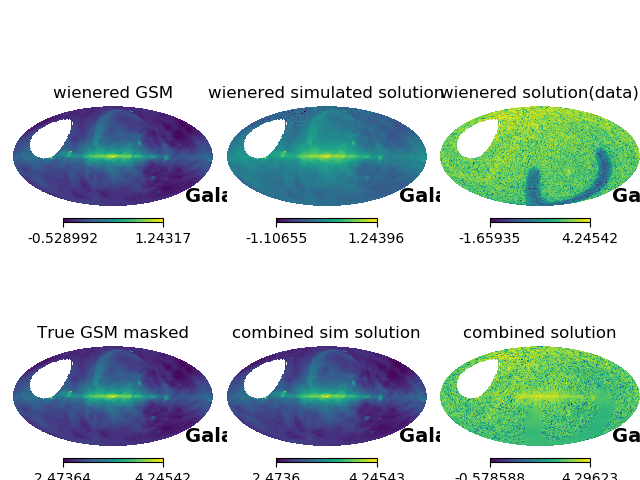 wienered GSM
wienered simulated solution
wienered solution(data)
Gala
Gala
Ga
-0.528992 1.24317
-1.10655 1.24396
-1.65935 4.24542
True GSM masked
combined sim solution
combined solution
Gala
Gala
Ga
2.47364 4.24542
2.4736 4.24543
-0.578588 4.29623